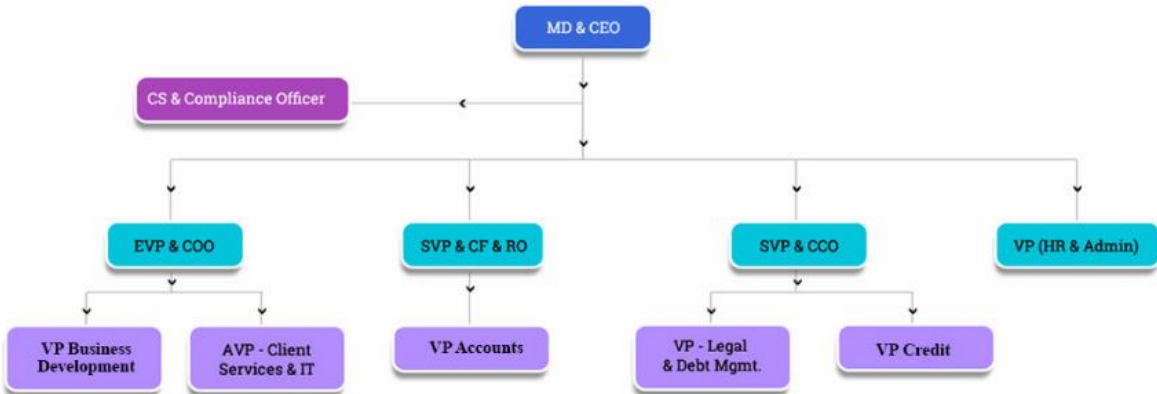 MD & CEO
CS & Compliance Officer
EVP & COO
SVP & CF & RO
SVP & CCO
VP (HR & Admin)
VP Business
Development
AVP - Client
Services & IT
VP Accounts
VP - Legal
& Debt Mgmt.
VP Credit